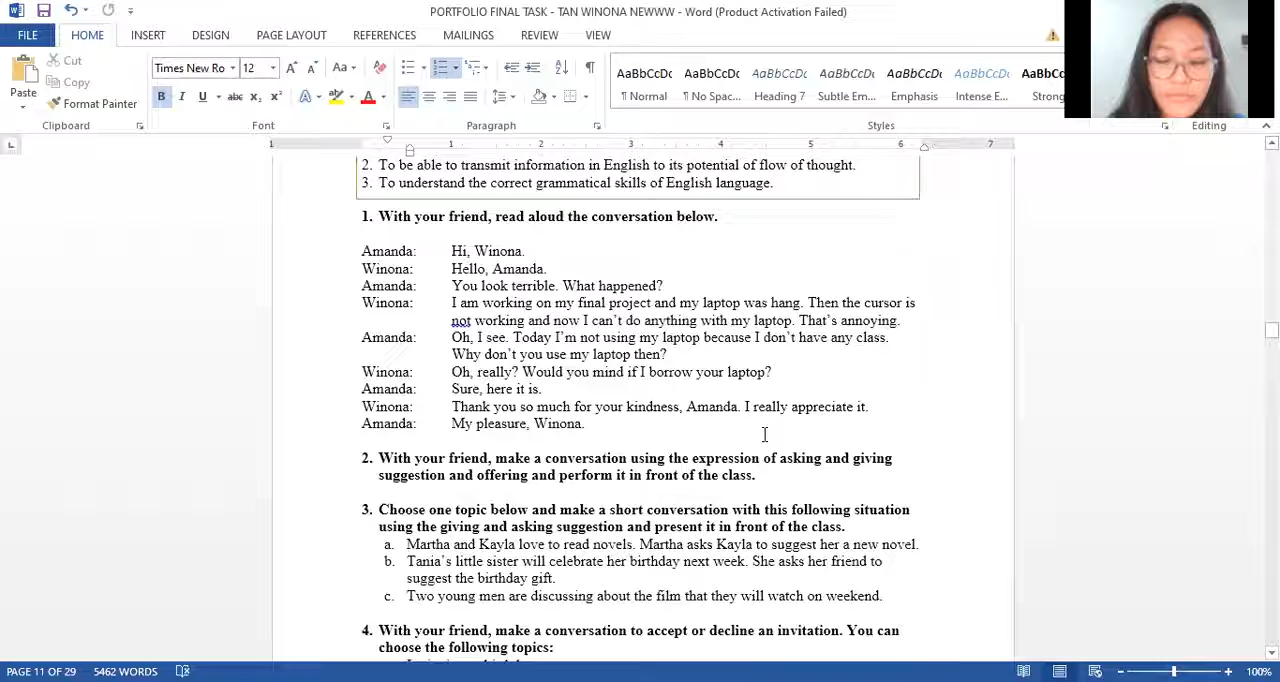 PORTFOLIO FINAL TASK - TAN WINONA NEWWW - Word (Product Activation Failed)
FILE HOME INSERT DESIGN PAGE LAYOUT REFERENCES MAILINGS REVIEW VIEW
Cut
Copy
Format Painter
Paste
Times New Ro 12
AaBbCcDc AaBbCcDc AaBbCcDc AaBbCcDc AaBbCcDc AaBbCcDc AaBbCc
¶ Normal ¶ No Spac... Heading 7 Subtle Em... Emphasis Intense E... Strong
Clipboard Font Paragraph Styles Editing
1 1 2 3 4 5 6 7
2. To be able to transmit information in English to its potential of flow of thought.
3. To understand the correct grammatical skills of English language.
1. With your friend, read aloud the conversation below.
Amanda: Hi, Winona.
Winona: Hello, Amanda.
Amanda: You look terrible. What happened?
Winona: I am working on my final project and my laptop was hang. Then the cursor is
not working and now I can’t do anything with my laptop. That’s annoying.
Amanda: Oh, I see. Today I’m not using my laptop because I don’t have any class.
Why don’t you use my laptop then?
Winona: Oh, really? Would you mind if I borrow your laptop?
Amanda: Sure, here it is.
Winona: Thank you so much for your kindness, Amanda. I really appreciate it.
Amanda: My pleasure, Winona.
2. With your friend, make a conversation using the expression of asking and giving
suggestion and offering and perform it in front of the class.
3. Choose one topic below and make a short conversation with this following situation
using the giving and asking suggestion and present it in front of the class.
a. Martha and Kayla love to read novels. Martha asks Kayla to suggest her a new novel.
b. Tania’s little sister will celebrate her birthday next week. She asks her friend to
suggest the birthday gift.
c. Two young men are discussing about the film that they will watch on weekend.
4. With your friend, make a conversation to accept or decline an invitation. You can
choose the following topics:
PAGE 11 OF 29 5462 WORDS 100%